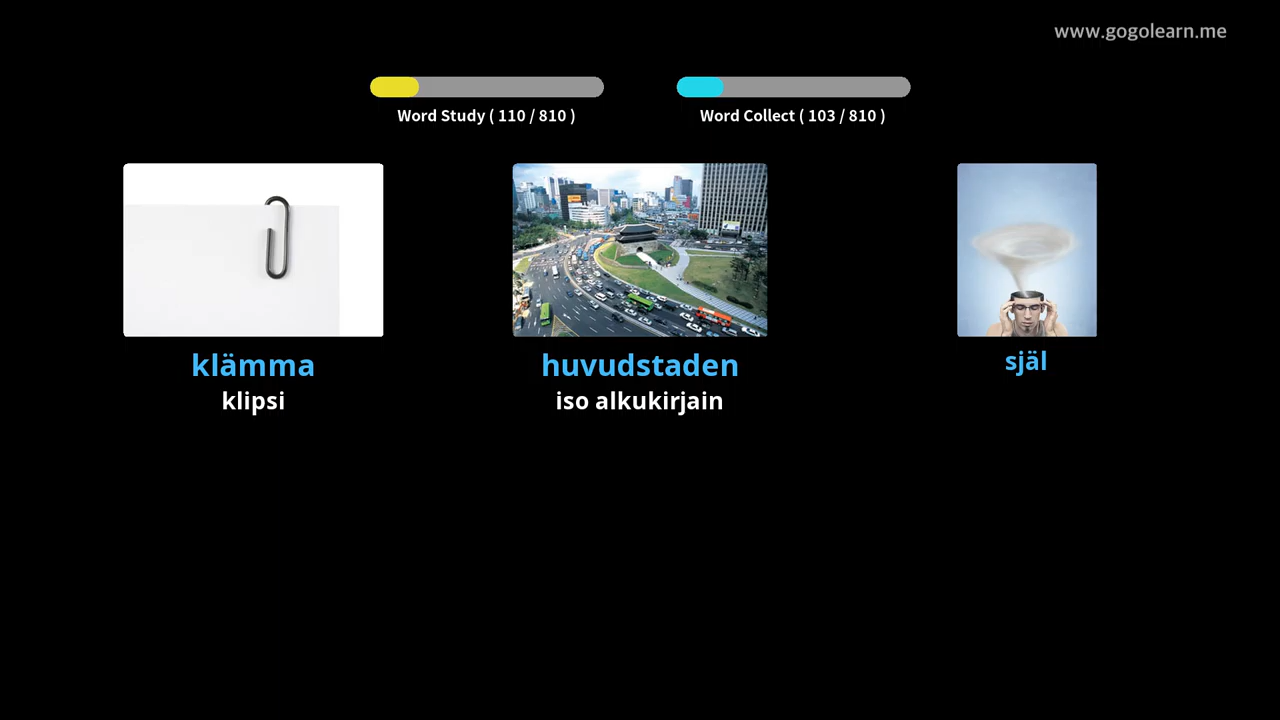 www.gogolearn.me
Word Study ( 110 / 810 )
Word Collect ( 103 / 810 )
klämma
klipsi
huvudstaden
iso alkukirjain
själ